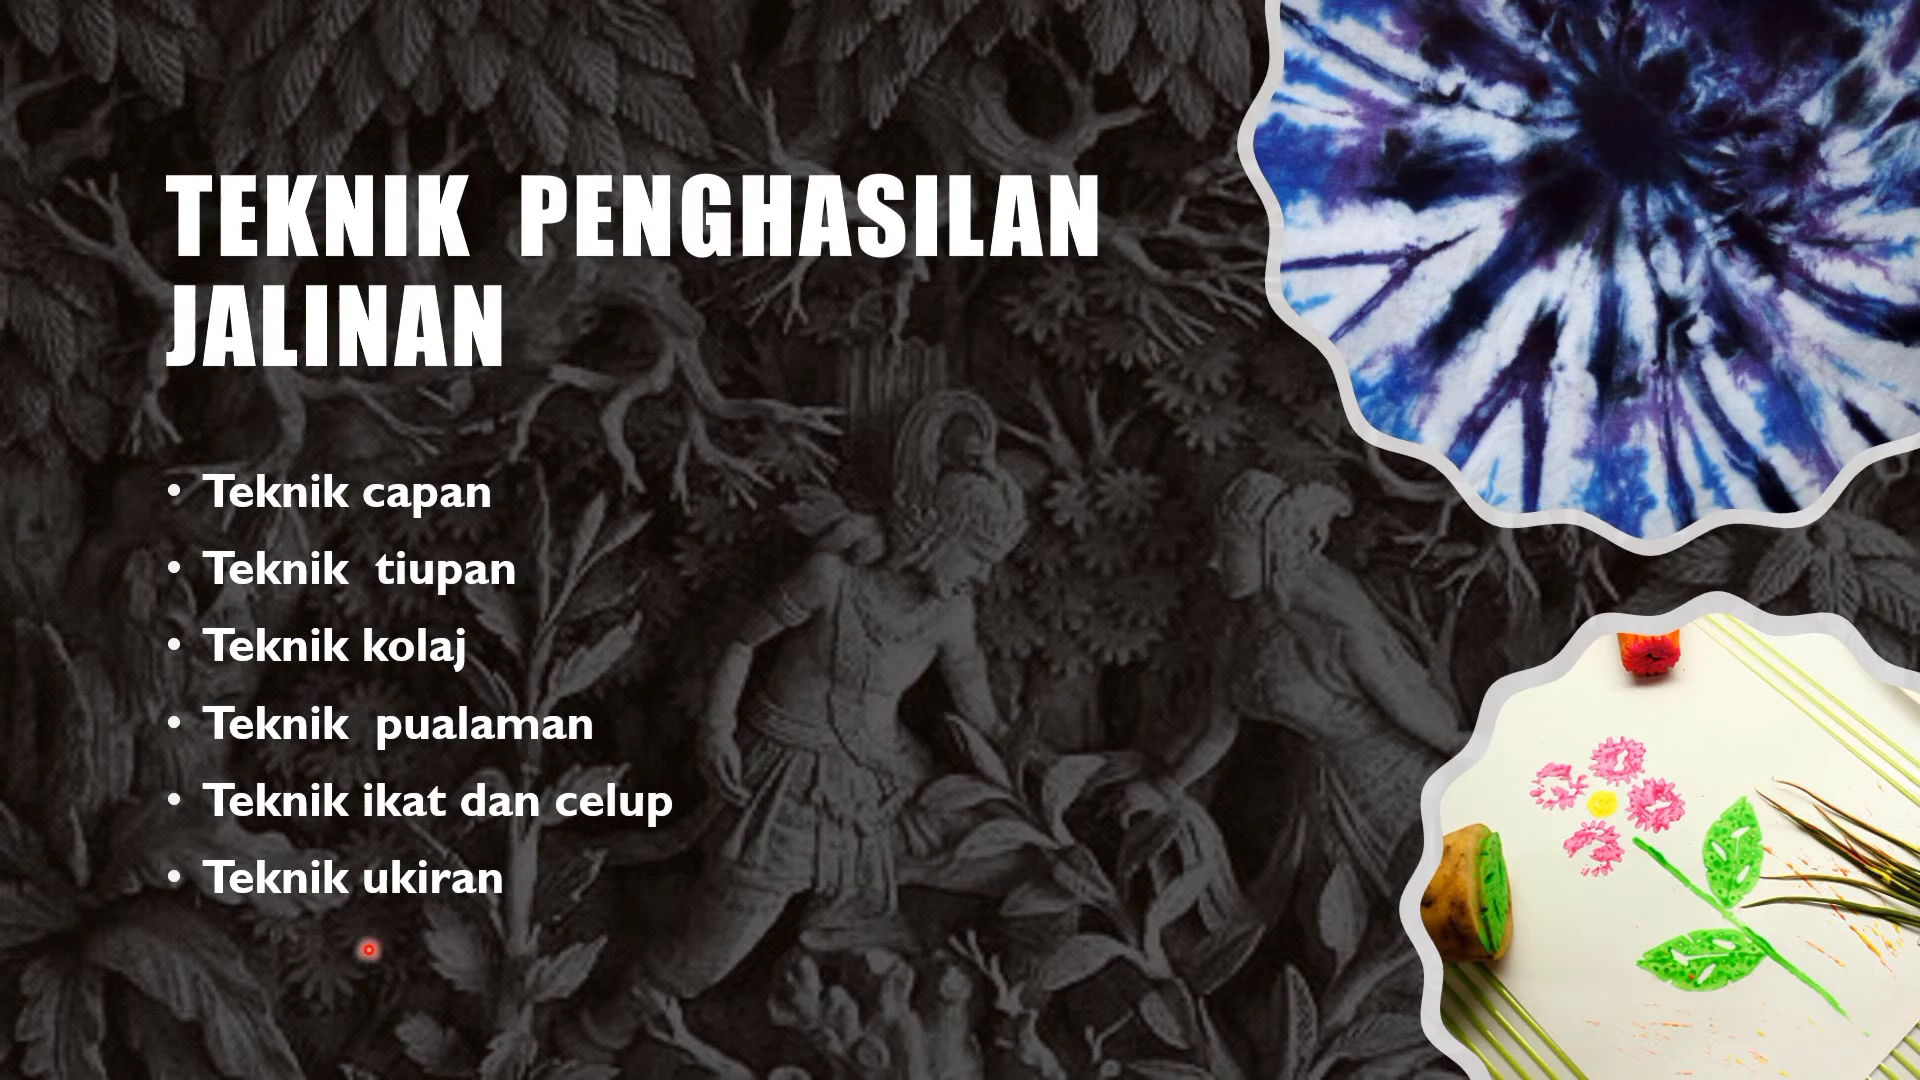 TEKNIK PENGHASILAN
JALINAN
• Teknik capan
• Teknik tiupan
• Teknik kolaj
• Teknik pualaman
• Teknik ikat dan celup
• Teknik ukiran